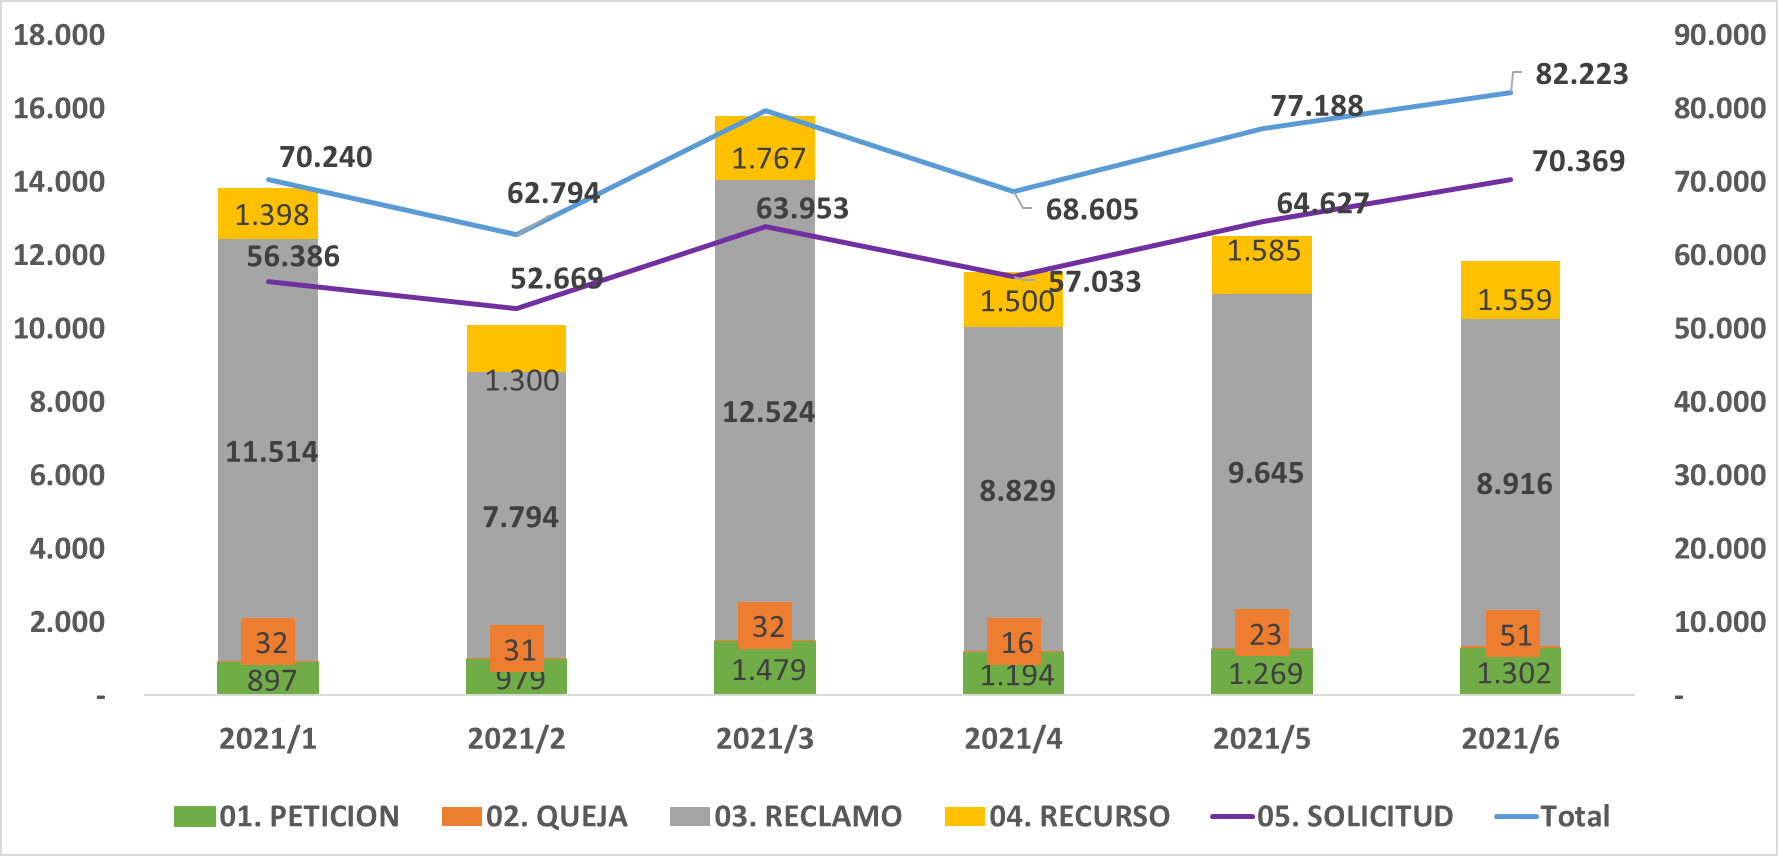 18.000 90.000
82.223
16.000 80.000
77.188
70.240 1.767 70.369
14.000 62.794 70.000
1.398 63.953 68.605 64.627
12.000 56.386 1.585 60.000
52.669 57.033
1.500 1.559
10.000 50.000
1.300
8.000 12.524 40.000
11.514
6.000 9.645 30.000
7.794 8.829 8.916
4.000 20.000
2.000 10.000
32 31 32 16 23 51
897 979 1.479 1.194 1.269 1.302
- -
2021/1 2021/2 2021/3 2021/4 2021/5 2021/6
01. PETICION 02. QUEJA 03. RECLAMO 04. RECURSO 05. SOLICITUD Total